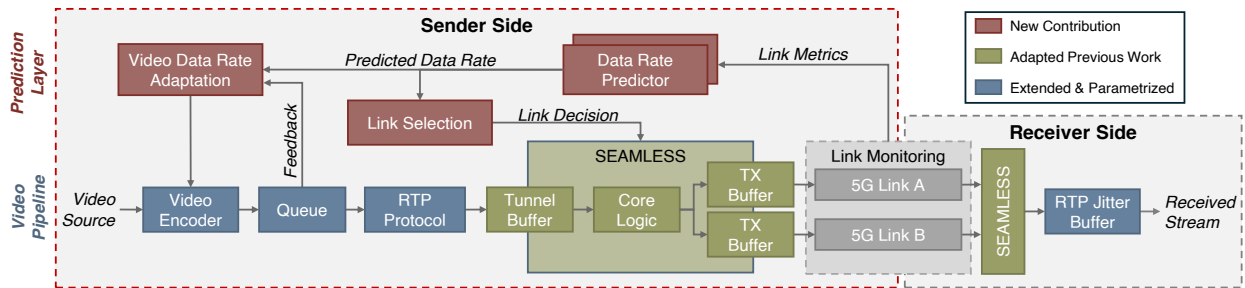 Sender Side
New Contribution
Adapted Previous Work
Extended & Parametrized
Prediction
Layer
Video Data Rate
Adaptation
Predicted Data Rate
Data Rate
Predictor
Link Metrics
Link Selection
Link Decision
Feedback
Receiver Side
SEAMLESS
Link Monitoring
Video
Pipeline
Video
Source
Video
Encoder
Queue
RTP
Protocol
Tunnel
Buffer
Core
Logic
TX
Buffer
TX
Buffer
5G Link A
5G Link B
SEAMLESS
RTP Jitter
Buffer
Received
Stream